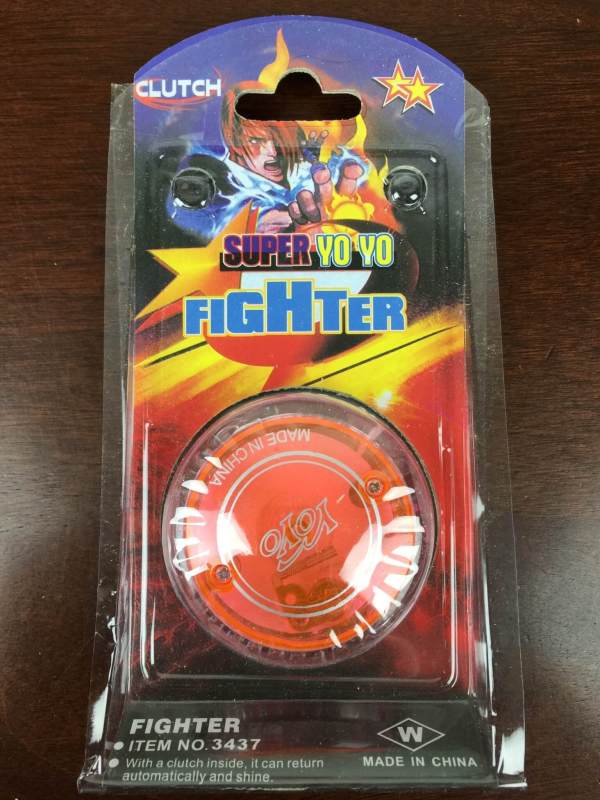 CLUTCH
SUPER YO YO
FIGHTER
MADE IN CHINA
YOYO
FIGHTER
• ITEM NO. 3437
• With a clutch inside, it can return
automatically and shine.
W
MADE IN CHINA